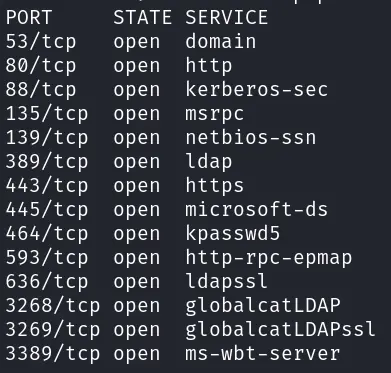 PORT STATE SERVICE
53/tcp open domain
80/tcp open http
88/tcp open kerberos-sec
135/tcp open msrpc
139/tcp open netbios-ssn
389/tcp open ldap
443/tcp open https
445/tcp open microsoft-ds
464/tcp open kpasswd5
593/tcp open http-rpc-epmap
636/tcp open ldapssl
3268/tcp open globalcatLDAP
3269/tcp open globalcatLDAPssl
3389/tcp open ms-wbt-server